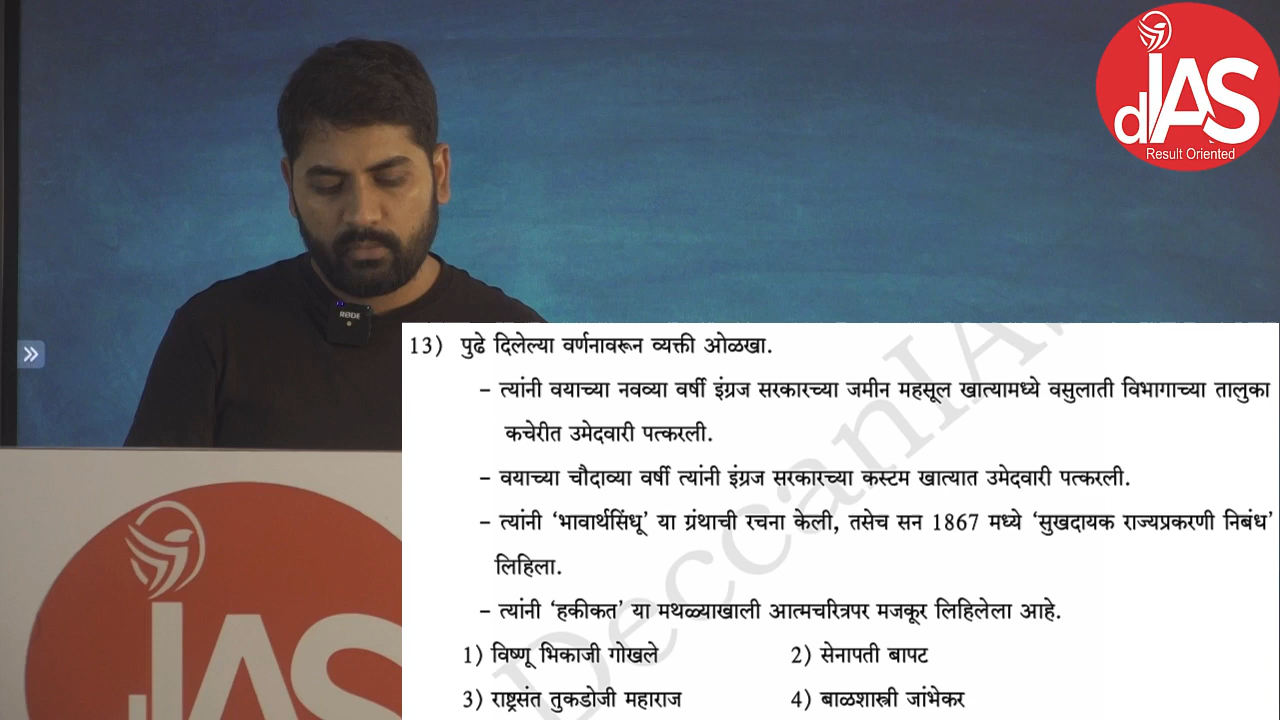 dIAS
Result Oriented
RØDE
»
13) पुढे दिलेल्या वर्णनावरून व्यक्ती ओळखा.
– त्यांनी वयाच्या नवव्या वर्षी इंग्रज सरकारच्या जमीन महसूल खात्यामध्ये वसुलाती विभागाच्या तालुका
कचेरीत उमेदवारी पत्करली.
– वयाच्या चौदाव्या वर्षी त्यांनी इंग्रज सरकारच्या कस्टम खात्यात उमेदवारी पत्करली.
– त्यांनी ‘भावार्थसिंधू’ या ग्रंथाची रचना केली, तसेच सन 1867 मध्ये ‘सुखदायक राज्यप्रकरणी निबंध’
लिहिला.
– त्यांनी ‘हकीकत’ या मथळ्याखाली आत्मचरित्रपर मजकूर लिहिलेला आहे.
1) विष्णू भिकाजी गोखले 2) सेनापती बापट
3) राष्ट्रसंत तुकडोजी महाराज 4) बाळशास्त्री जांभेकर
DeccanIA
dIAS